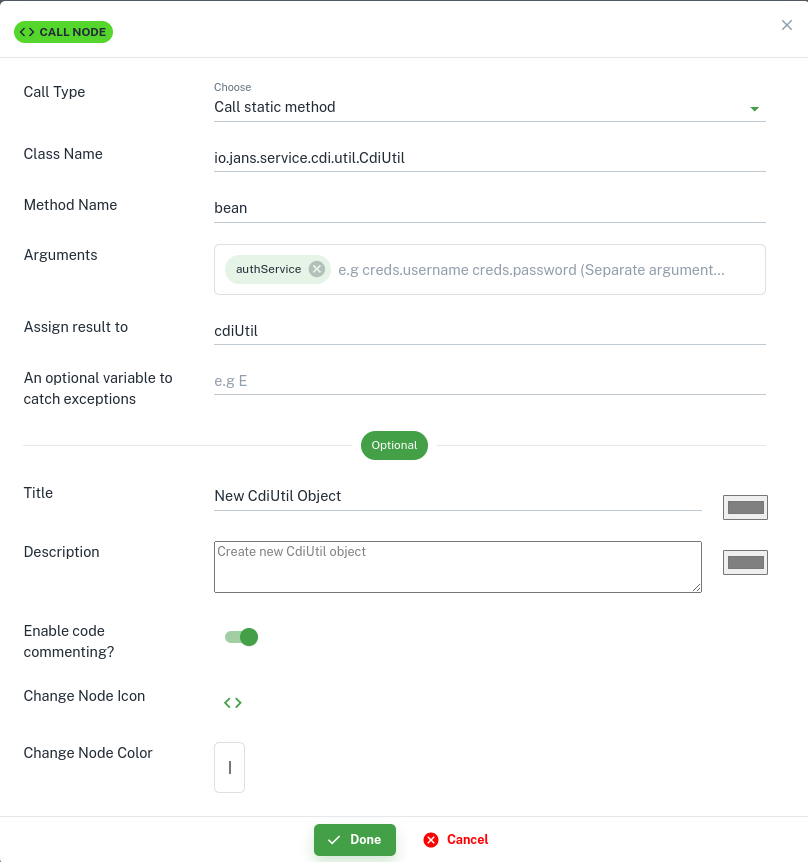 <> CALL NODE
Call Type
Choose
Call static method
Class Name
io.jans.service.cdi.util.CdiUtil
Method Name
bean
Arguments
authService
e.g creds.username creds.password (Separate argument...
Assign result to
cdiUtil
An optional variable to
catch exceptions
e.g E
Optional
Title
New CdiUtil Object
Description
Create new CdiUtil object
Enable code
commenting?
Change Node Icon
<>
Change Node Color
Done
Cancel